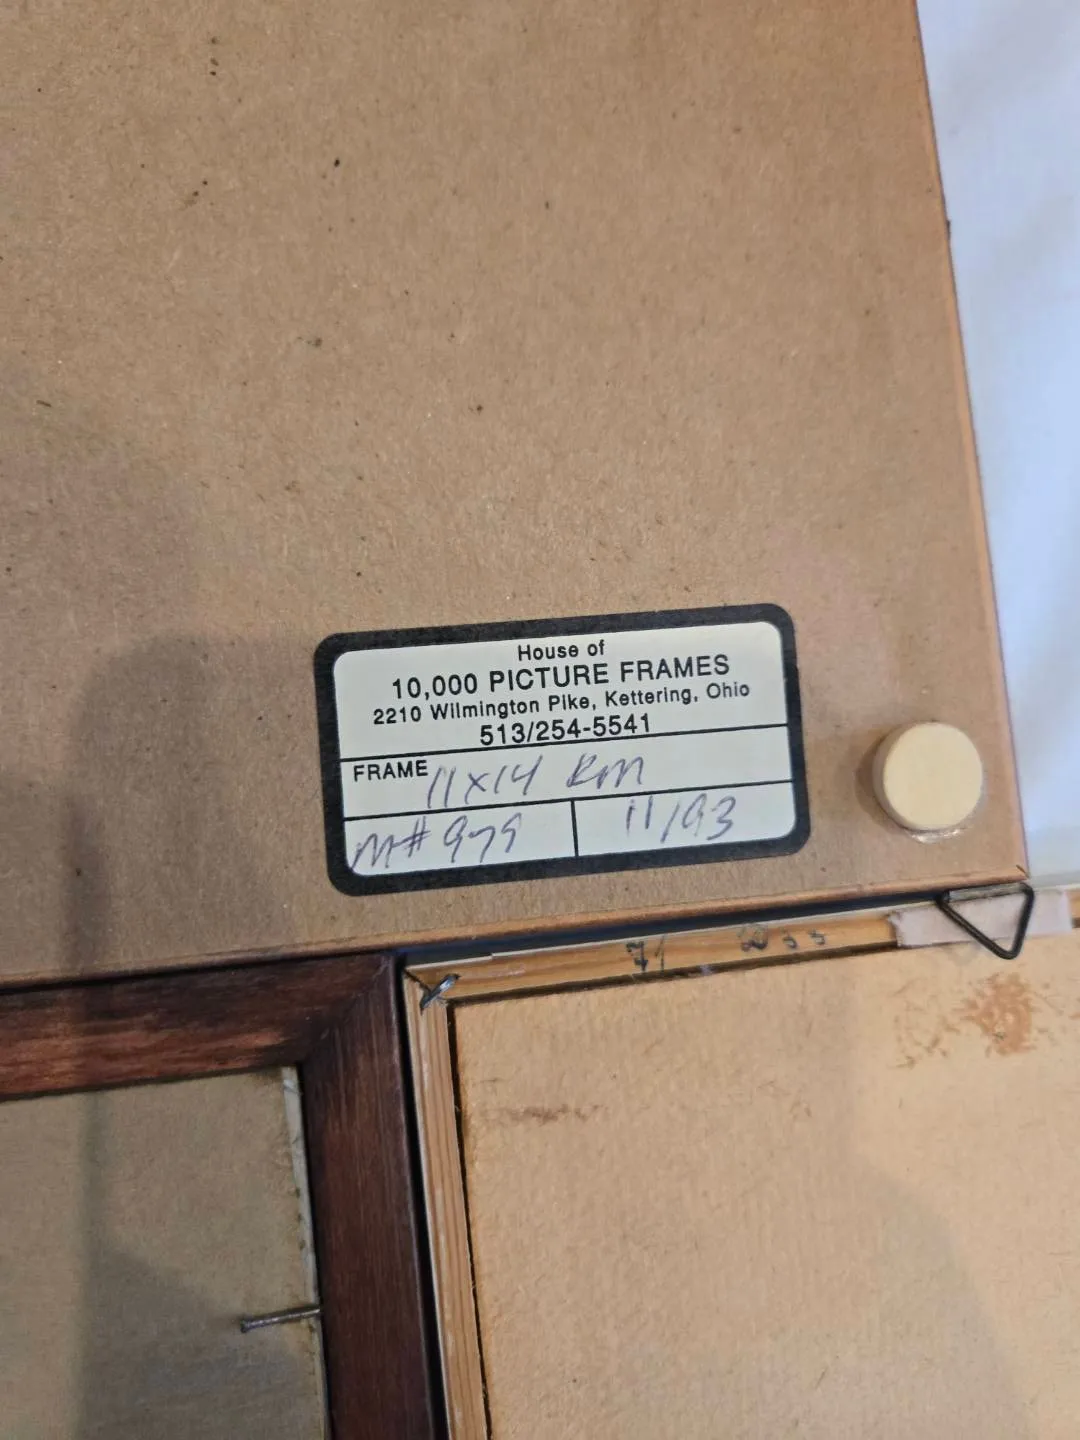 House of
10,000 PICTURE FRAMES
2210 Wilmington Pike, Kettering, Ohio
513/254-5541
FRAME 11x14 RM
M# 979
11/93
71